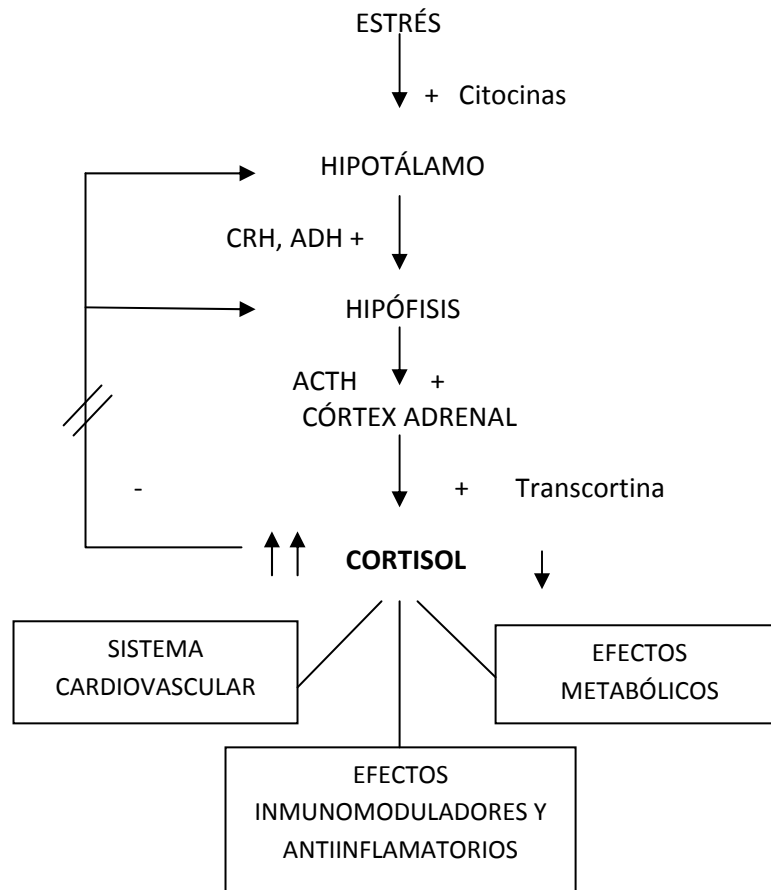 ESTRÉS
+ Citocinas
HIPOTÁLAMO
CRH, ADH +
HIPÓFISIS
ACTH +
CÓRTEX ADRENAL
- + Transcortina
CORTISOL
SISTEMA
CARDIOVASCULAR
EFECTOS
METABÓLICOS
EFECTOS
INMUNOMODULADORES Y
ANTIINFLAMATORIOS